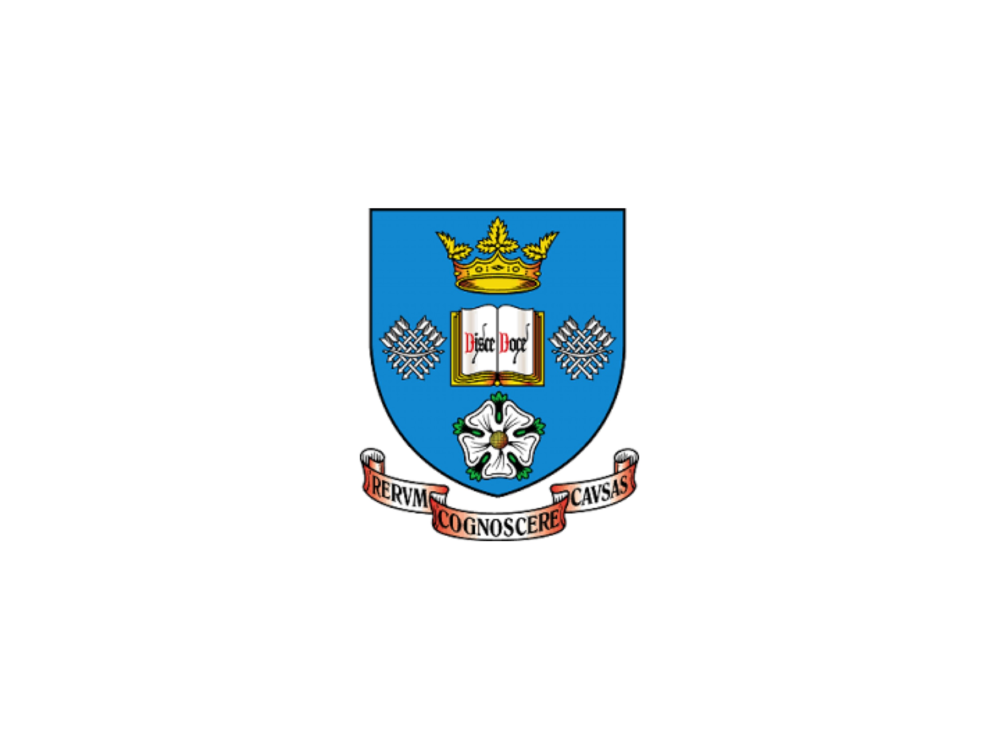 Disce Doce
RERVM
COGNOSCERE
CAVSAS